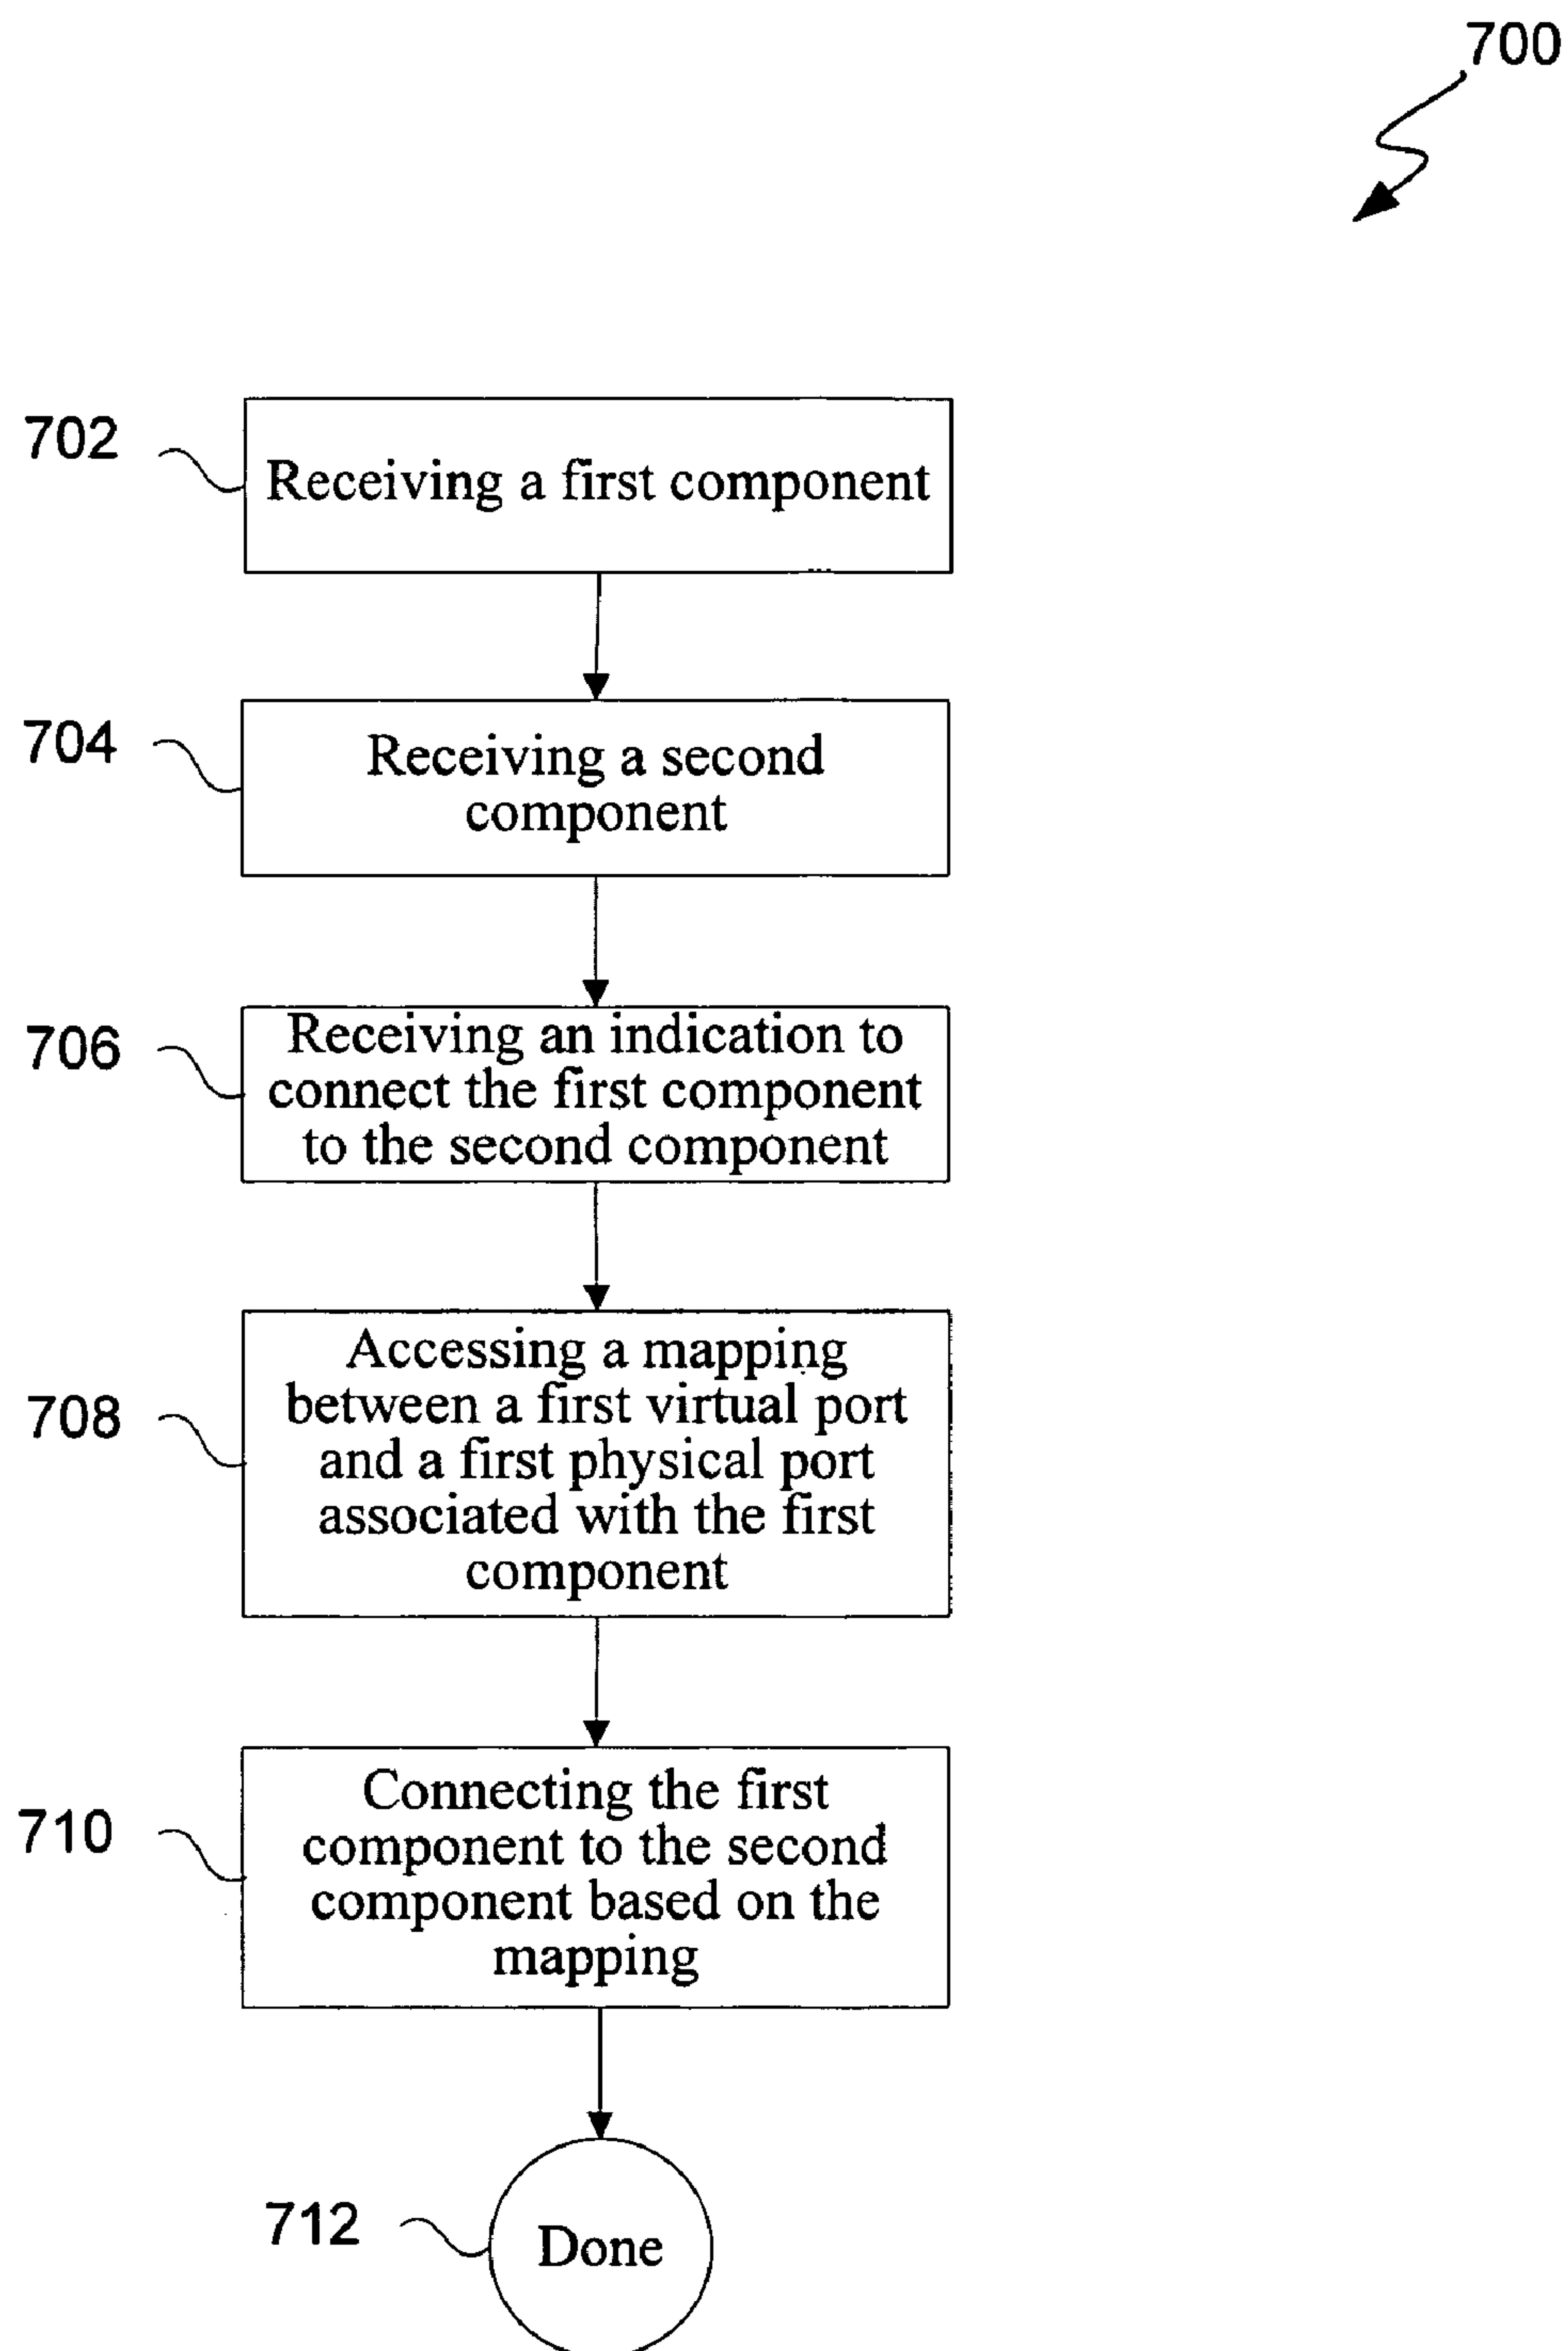 700
702
Receiving a first component
704
Receiving a second
component
706
Receiving an indication to
connect the first component
to the second component
708
Accessing a mapping
between a first virtual port
and a first physical port
associated with the first
component
710
Connecting the first
component to the second
component based on the
mapping
712
Done